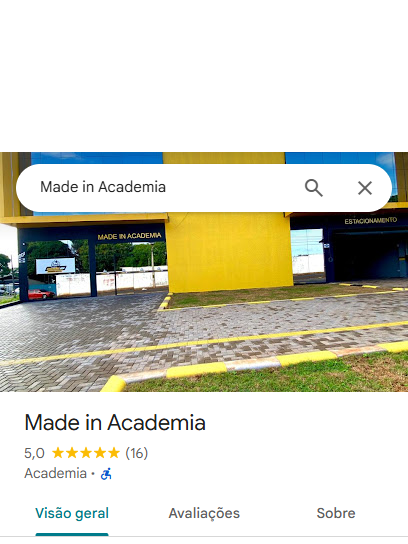 Made in Academia
MADE IN ACADEMIA
ESTACIONAMENTO
Made in Academia
5,0 (16)
Academia ·
Visão geral Avaliações Sobre